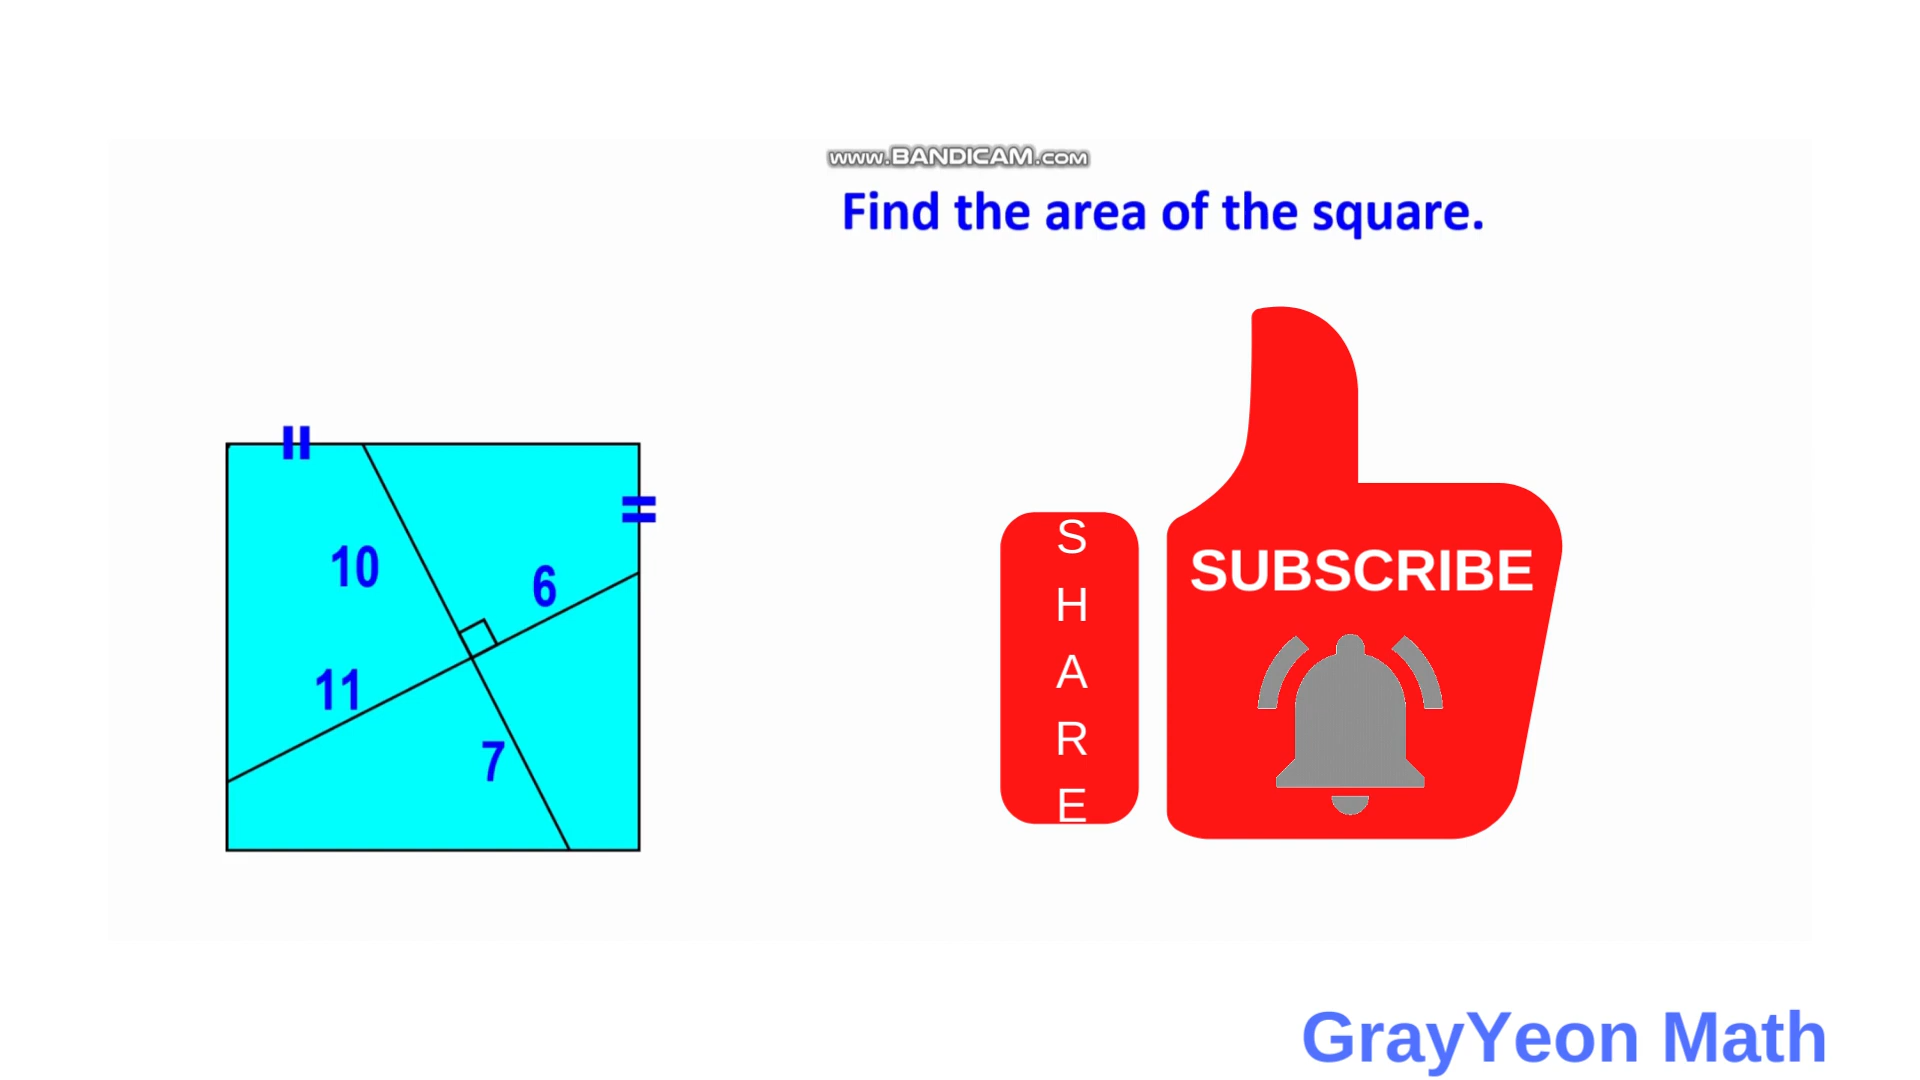 www.BANDICAM.com
Find the area of the square.
10
6
11
7
S
H
A
R
E
SUBSCRIBE
GrayYeon Math